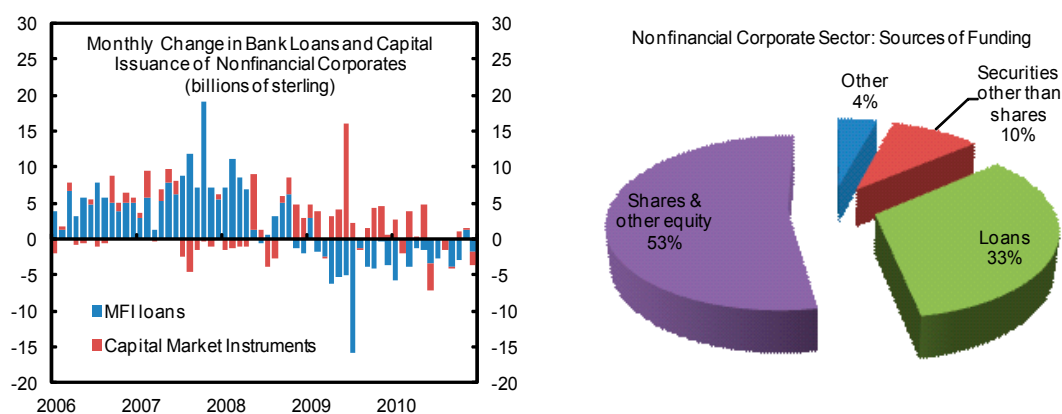 Monthly Change in Bank Loans and Capital
Issuance of Nonfinancial Corporates
(billions of sterling)
30
25
20
15
10
5
0
-5
-10
-15
-20
30
25
20
15
10
5
0
-5
-10
-15
-20
MFI loans
Capital Market Instruments
2006 2007 2008 2009 2010
Nonfinancial Corporate Sector: Sources of Funding
Other
4%
Securities
other than
shares
10%
Shares &
other equity
53%
Loans
33%